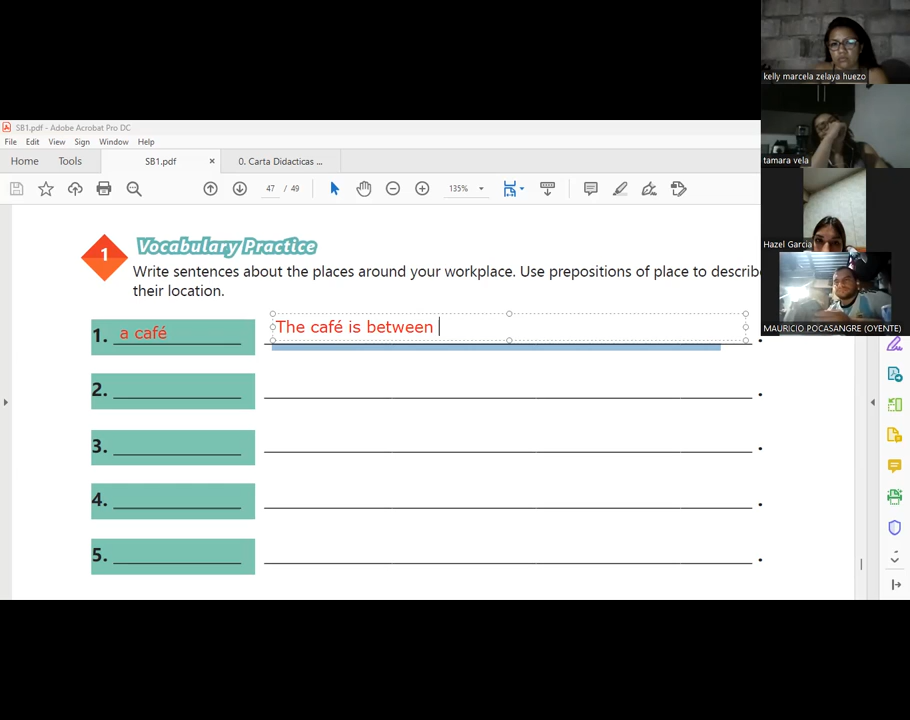 kelly marcela zelaya huezo
tamara vela
Hazel Garcia
MAURICIO POCASANGRE (OYENTE)
SB1.pdf - Adobe Acrobat Pro DC
File Edit View Sign Window Help
Home Tools SB1.pdf × 0. Carta Didacticas ...
47 / 49 135%
1 Vocabulary Practice
Write sentences about the places around your workplace. Use prepositions of place to describe
their location.
1. a café The café is between .
2. .
3. .
4. .
5. .